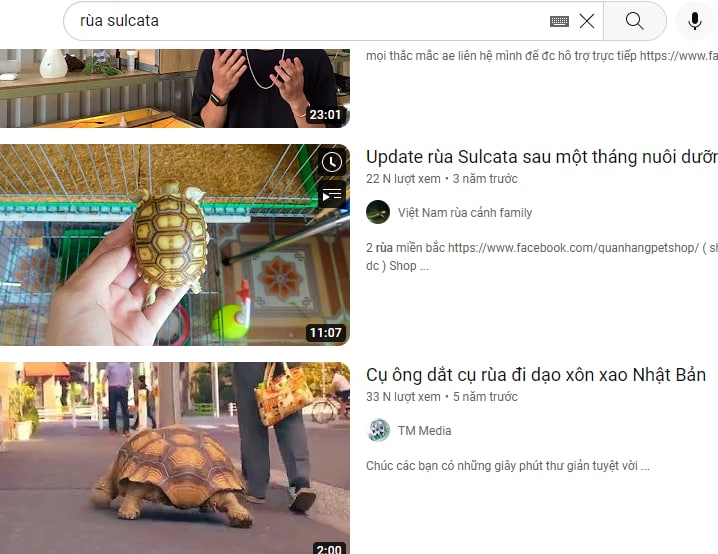 rùa sulcata
mọi thắc mắc ae liên hệ mình để đc hỗ trợ trực tiếp https://www.fa
23:01
Update rùa Sulcata sau một tháng nuôi dưỡn
22 N lượt xem • 3 năm trước
Việt Nam rùa cảnh family
2 rùa miền bắc https://www.facebook.com/quanhangpetshop/ ( sh
dc ) Shop ...
11:07
Cụ ông dắt cụ rùa đi dạo xôn xao Nhật Bản
33 N lượt xem • 5 năm trước
TM Media
Chúc các bạn có những giây phút thư giản tuyệt vời ...
2:00